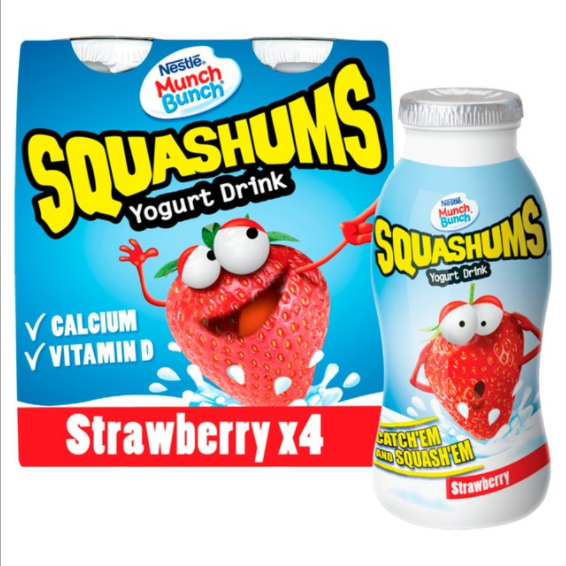 Nestlé
Munch
Bunch
SQUASHUMS
Yogurt Drink
✓ CALCIUM
✓ VITAMIN D
Strawberry x4
Nestlé
Munch
Bunch
SQUASHUMS
Yogurt Drink
CATCH'EM
AND SQUASH'EM
Strawberry